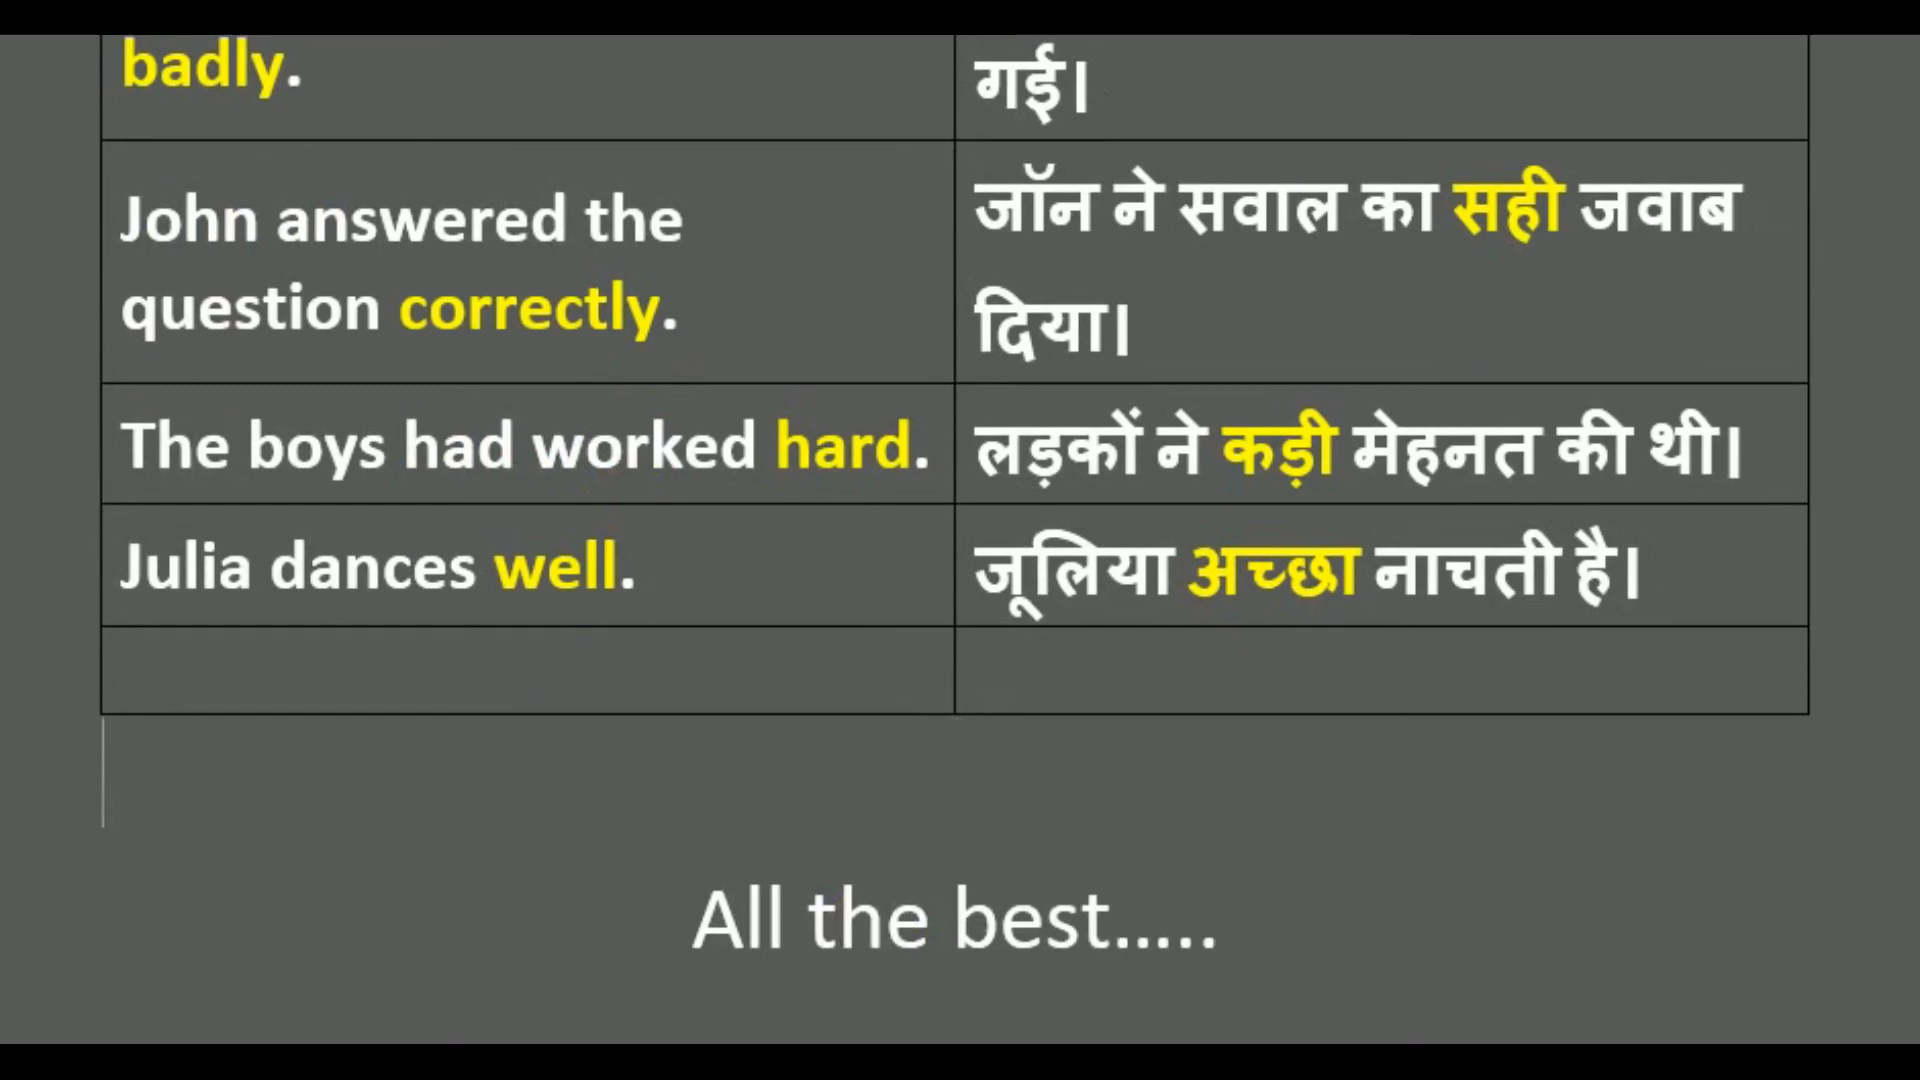 badly.
गई।
John answered the
question correctly.
जॉन ने सवाल का सही जवाब
दिया।
The boys had worked hard.
लड़कों ने कड़ी मेहनत की थी।
Julia dances well.
जूलिया अच्छा नाचती है।
All the best…..